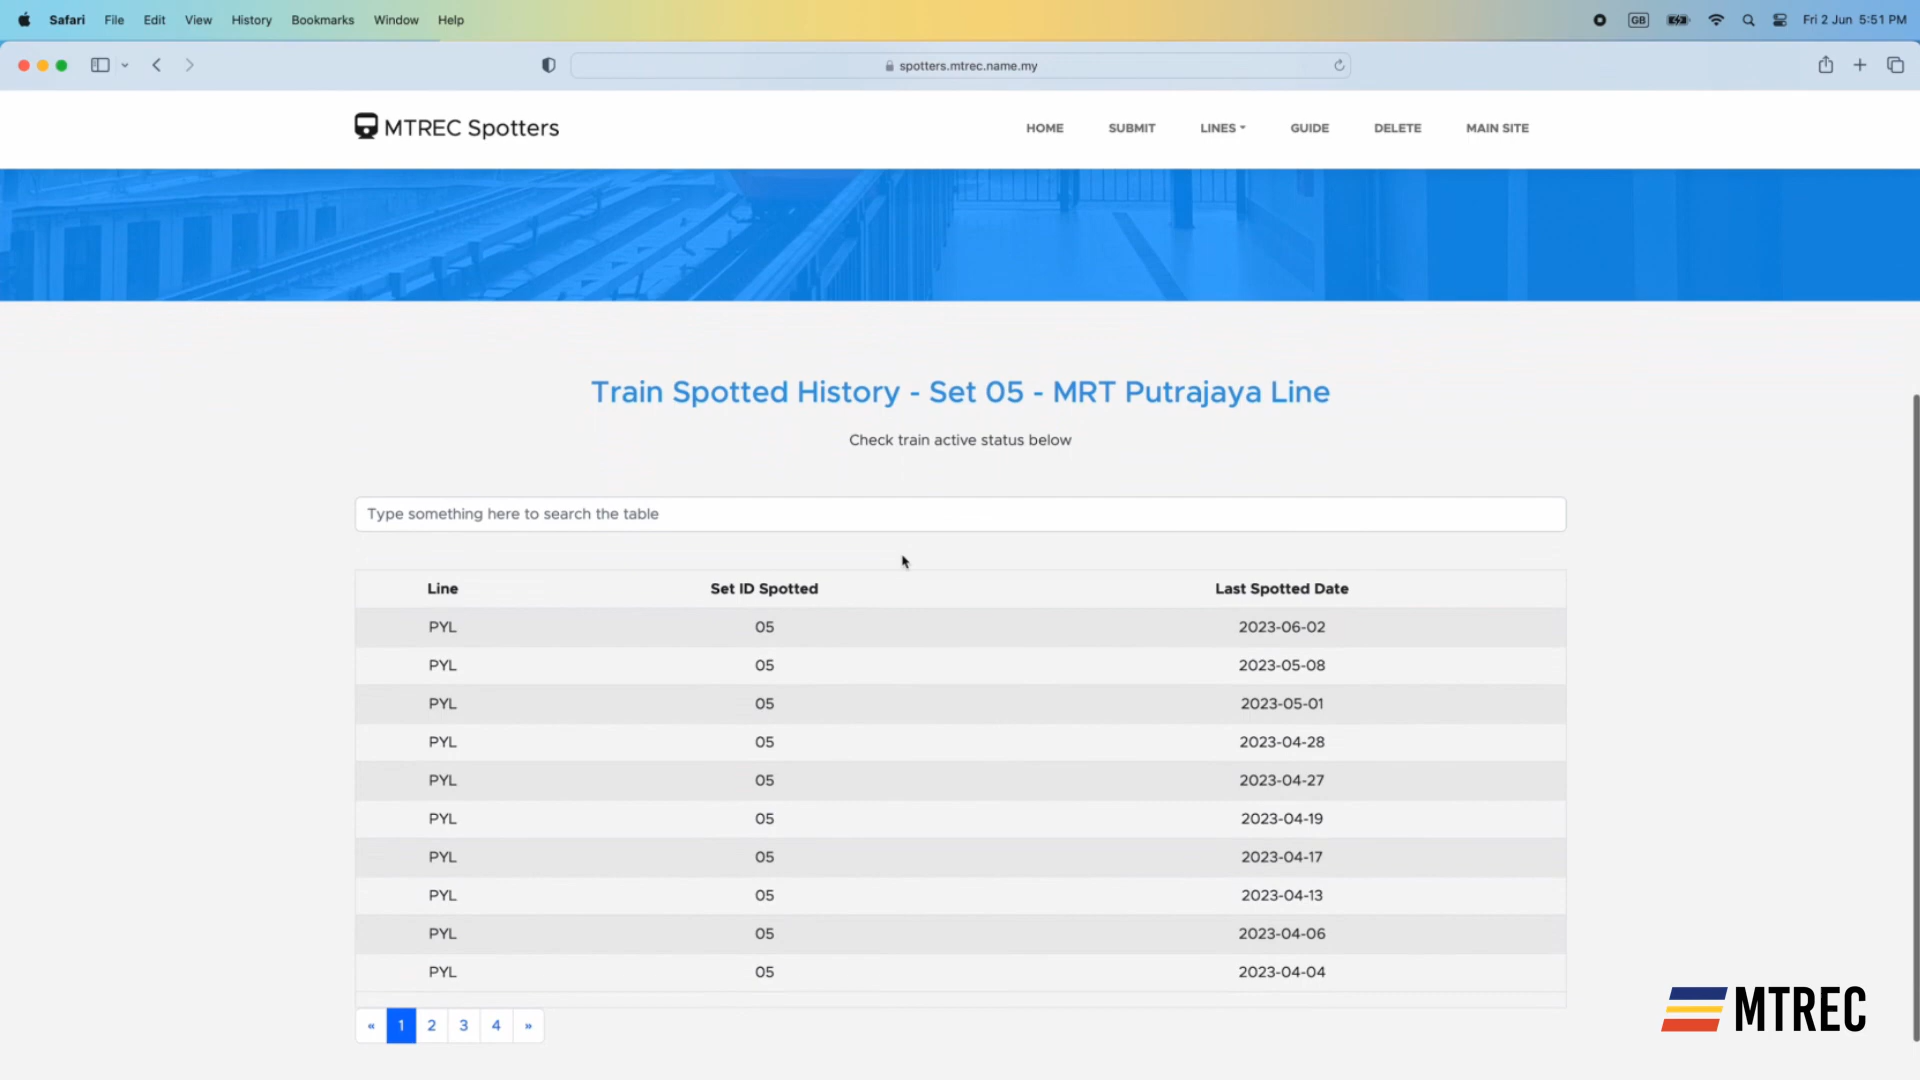 Safari File Edit View History Bookmarks Window Help GB Fri 2 Jun 5:51 PM
spotters.mtrec.name.my
MTREC Spotters HOME SUBMIT LINES GUIDE DELETE MAIN SITE
Train Spotted History - Set 05 - MRT Putrajaya Line
Check train active status below
Type something here to search the table
Line Set ID Spotted Last Spotted Date
PYL 05 2023-06-02
PYL 05 2023-05-08
PYL 05 2023-05-01
PYL 05 2023-04-28
PYL 05 2023-04-27
PYL 05 2023-04-19
PYL 05 2023-04-17
PYL 05 2023-04-13
PYL 05 2023-04-06
PYL 05 2023-04-04
« 1 2 3 4 »
MTREC